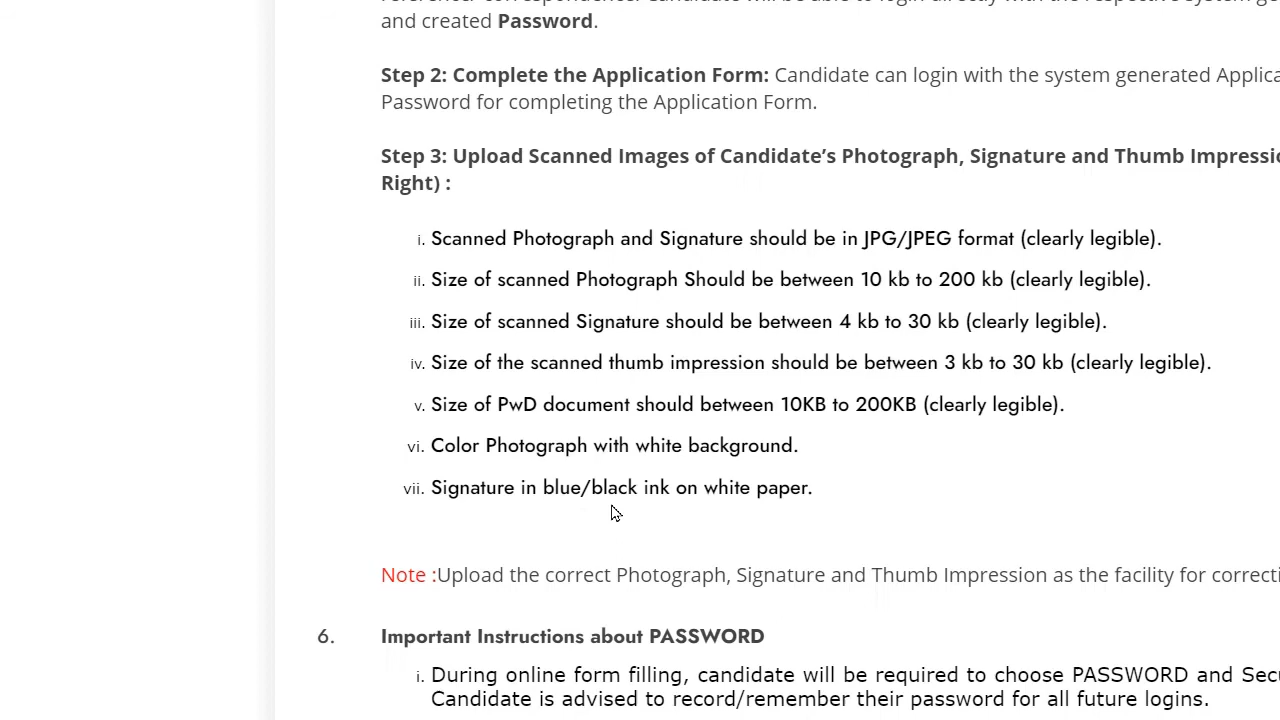 and created Password.
Step 2: Complete the Application Form: Candidate can login with the system generated
Password for completing the Application Form.
Step 3: Upload Scanned Images of Candidate’s Photograph, Signature and Thumb
Right) :
i. Scanned Photograph and Signature should be in JPG/JPEG format (clearly legible).
ii. Size of scanned Photograph Should be between 10 kb to 200 kb (clearly legible).
iii. Size of scanned Signature should be between 4 kb to 30 kb (clearly legible).
iv. Size of the scanned thumb impression should be between 3 kb to 30 kb (clearly legible).
v. Size of PwD document should between 10KB to 200KB (clearly legible).
vi. Color Photograph with white background.
vii. Signature in blue/black ink on white paper.
Note :Upload the correct Photograph, Signature and Thumb Impression as the facility for
6. Important Instructions about PASSWORD
i. During online form filling, candidate will be required to choose PASSWORD and
Candidate is advised to record/remember their password for all future logins.